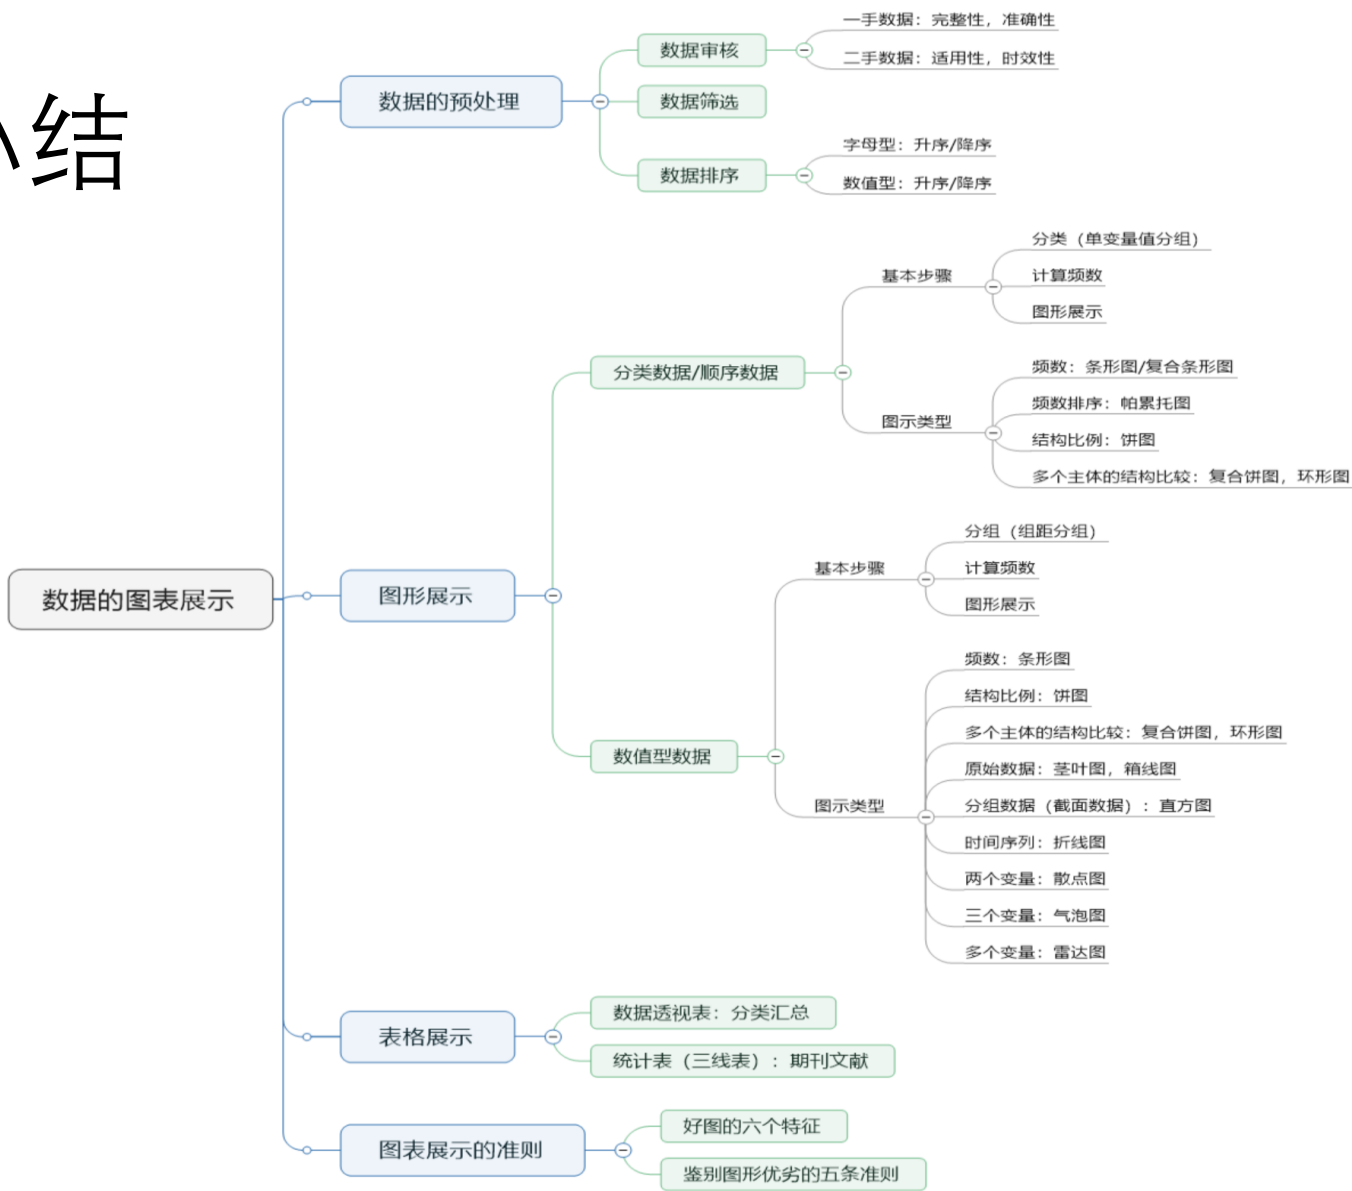 小结
数据的图表展示
数据的预处理
数据审核
一手数据：完整性，准确性
二手数据：适用性，时效性
数据筛选
数据排序
字母型：升序/降序
数值型：升序/降序
图形展示
分类数据/顺序数据
基本步骤
分类（单变量值分组）
计算频数
图形展示
图示类型
频数：条形图/复合条形图
频数排序：帕累托图
结构比例：饼图
多个主体的结构比较：复合饼图，环形图
数值型数据
基本步骤
分组（组距分组）
计算频数
图形展示
图示类型
频数：条形图
结构比例：饼图
多个主体的结构比较：复合饼图，环形图
原始数据：茎叶图，箱线图
分组数据（截面数据）：直方图
时间序列：折线图
两个变量：散点图
三个变量：气泡图
多个变量：雷达图
表格展示
数据透视表：分类汇总
统计表（三线表）：期刊文献
图表展示的准则
好图的六个特征
鉴别图形优劣的五条准则